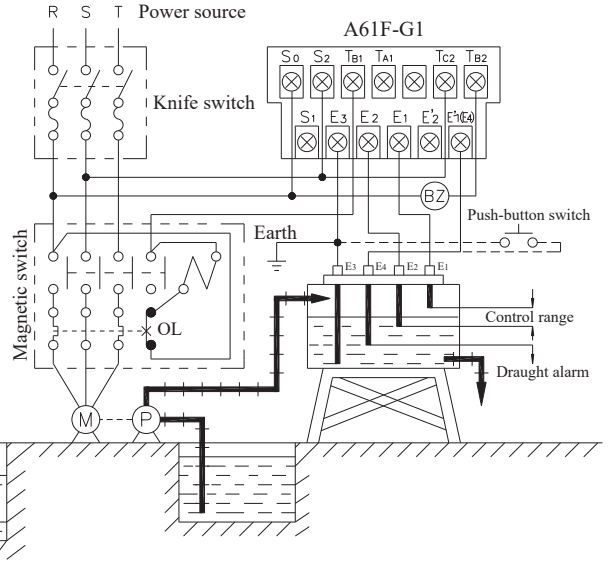 R S T Power source
A61F-G1
Knife switch
S0 S2 TB1 TA1 TC2 TB2
S1 E3 E2 E1 E'2 E'1(E4)
BZ
Push-button switch
Earth
E3 E4 E2 E1
Magnetic switch
OL
Control range
Draught alarm
M P